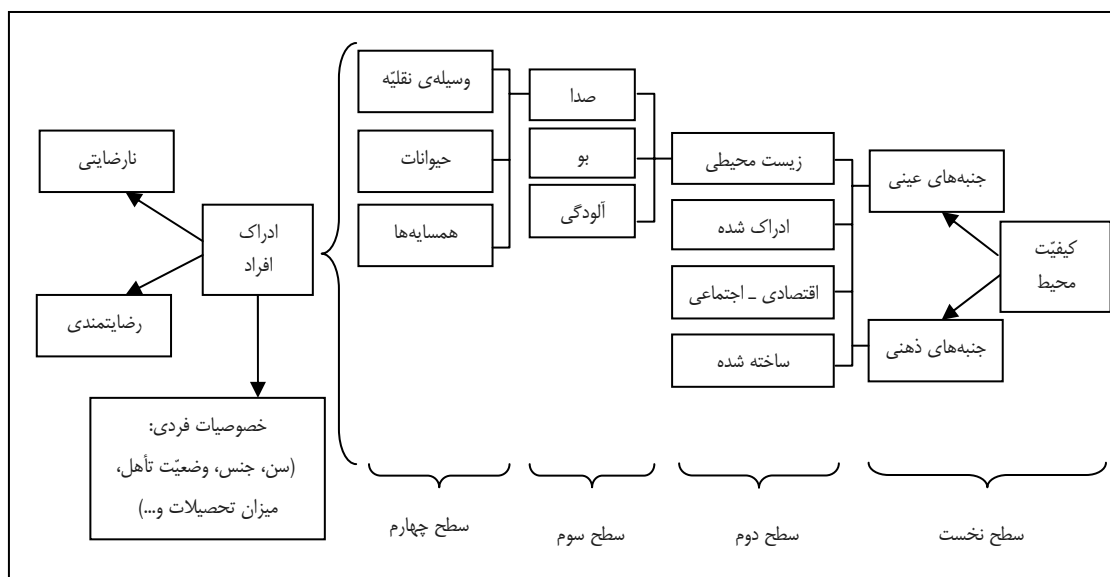 کیفیّت
محیط
جنبه‌های عینی
جنبه‌های ذهنی
زیست محیطی
ادراک شده
اقتصادی ـ اجتماعی
ساخته شده
صدا
بو
آلودگی
وسیله‌ی نقلیّه
حیوانات
همسایه‌ها
ادراک
افراد
نارضایتی
رضایتمندی
خصوصیات فردی:
(سن، جنس، وضعیّت تأهل،
میزان تحصیلات و...)
سطح نخست
سطح دوم
سطح سوم
سطح چهارم